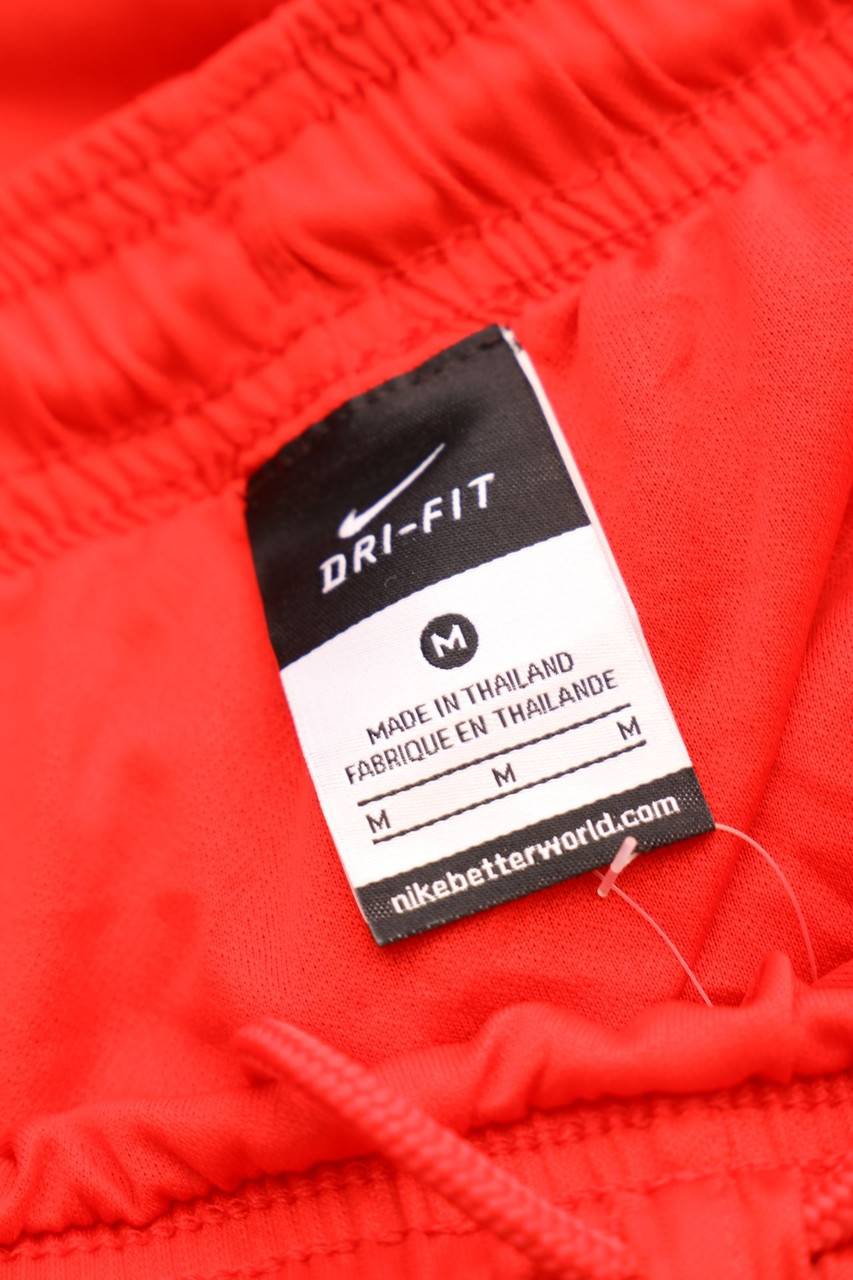 DRI-FIT
M
MADE IN THAILAND
FABRIQUE EN THAILANDE
M M M
nikebetterworld.com